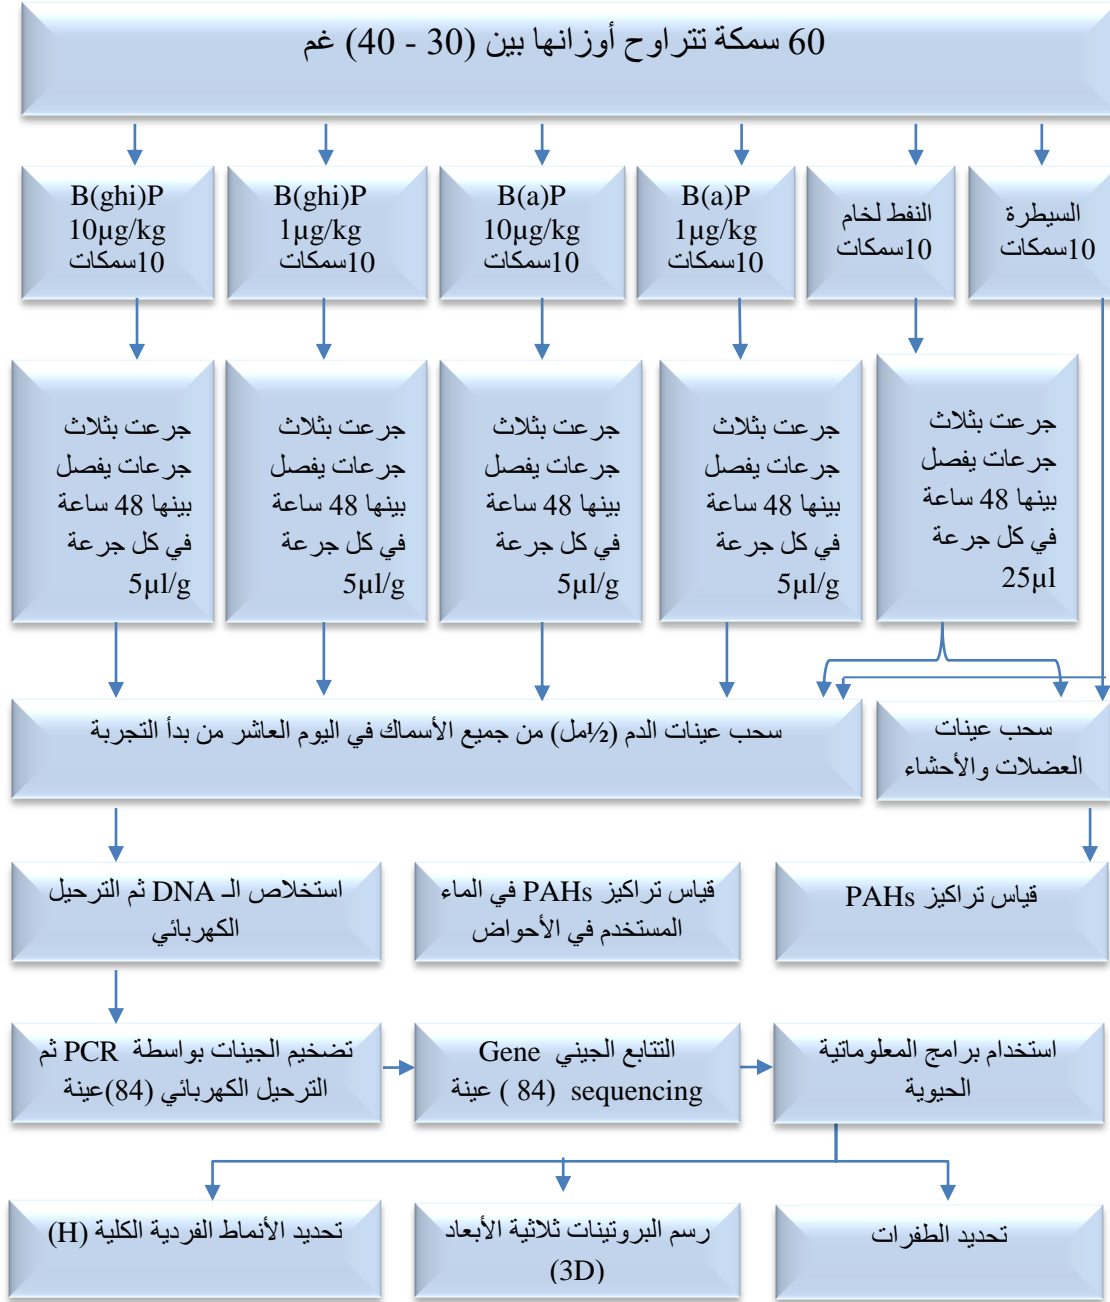 60 سمكة تتراوح أوزانها بين (30 - 40) غم
السيطرة
10سمكات
النفط لخام
10سمكات
B(a)P
1µg/kg
10سمكات
B(a)P
10µg/kg
10سمكات
B(ghi)P
1µg/kg
10سمكات
B(ghi)P
10µg/kg
10سمكات
جرعت بثلاث
جرعات يفصل
بينها 48 ساعة
في كل جرعة
25µl
جرعت بثلاث
جرعات يفصل
بينها 48 ساعة
في كل جرعة
5µl/g
جرعت بثلاث
جرعات يفصل
بينها 48 ساعة
في كل جرعة
5µl/g
جرعت بثلاث
جرعات يفصل
بينها 48 ساعة
في كل جرعة
5µl/g
جرعت بثلاث
جرعات يفصل
بينها 48 ساعة
في كل جرعة
5µl/g
سحب عينات
العضلات والأحشاء
سحب عينات الدم (½مل) من جميع الأسماك في اليوم العاشر من بدأ التجربة
قياس تراكيز PAHs
قياس تراكيز PAHs في الماء
المستخدم في الأحواض
استخلاص الـ DNA ثم الترحيل
الكهربائي
تضخيم الجينات بواسطة PCR ثم
الترحيل الكهربائي (84)عينة
التتابع الجيني Gene
sequencing (84 ) عينة
استخدام برامج المعلوماتية
الحيوية
تحديد الطفرات
رسم البروتينات ثلاثية الأبعاد
(3D)
تحديد الأنماط الفردية الكلية (H)